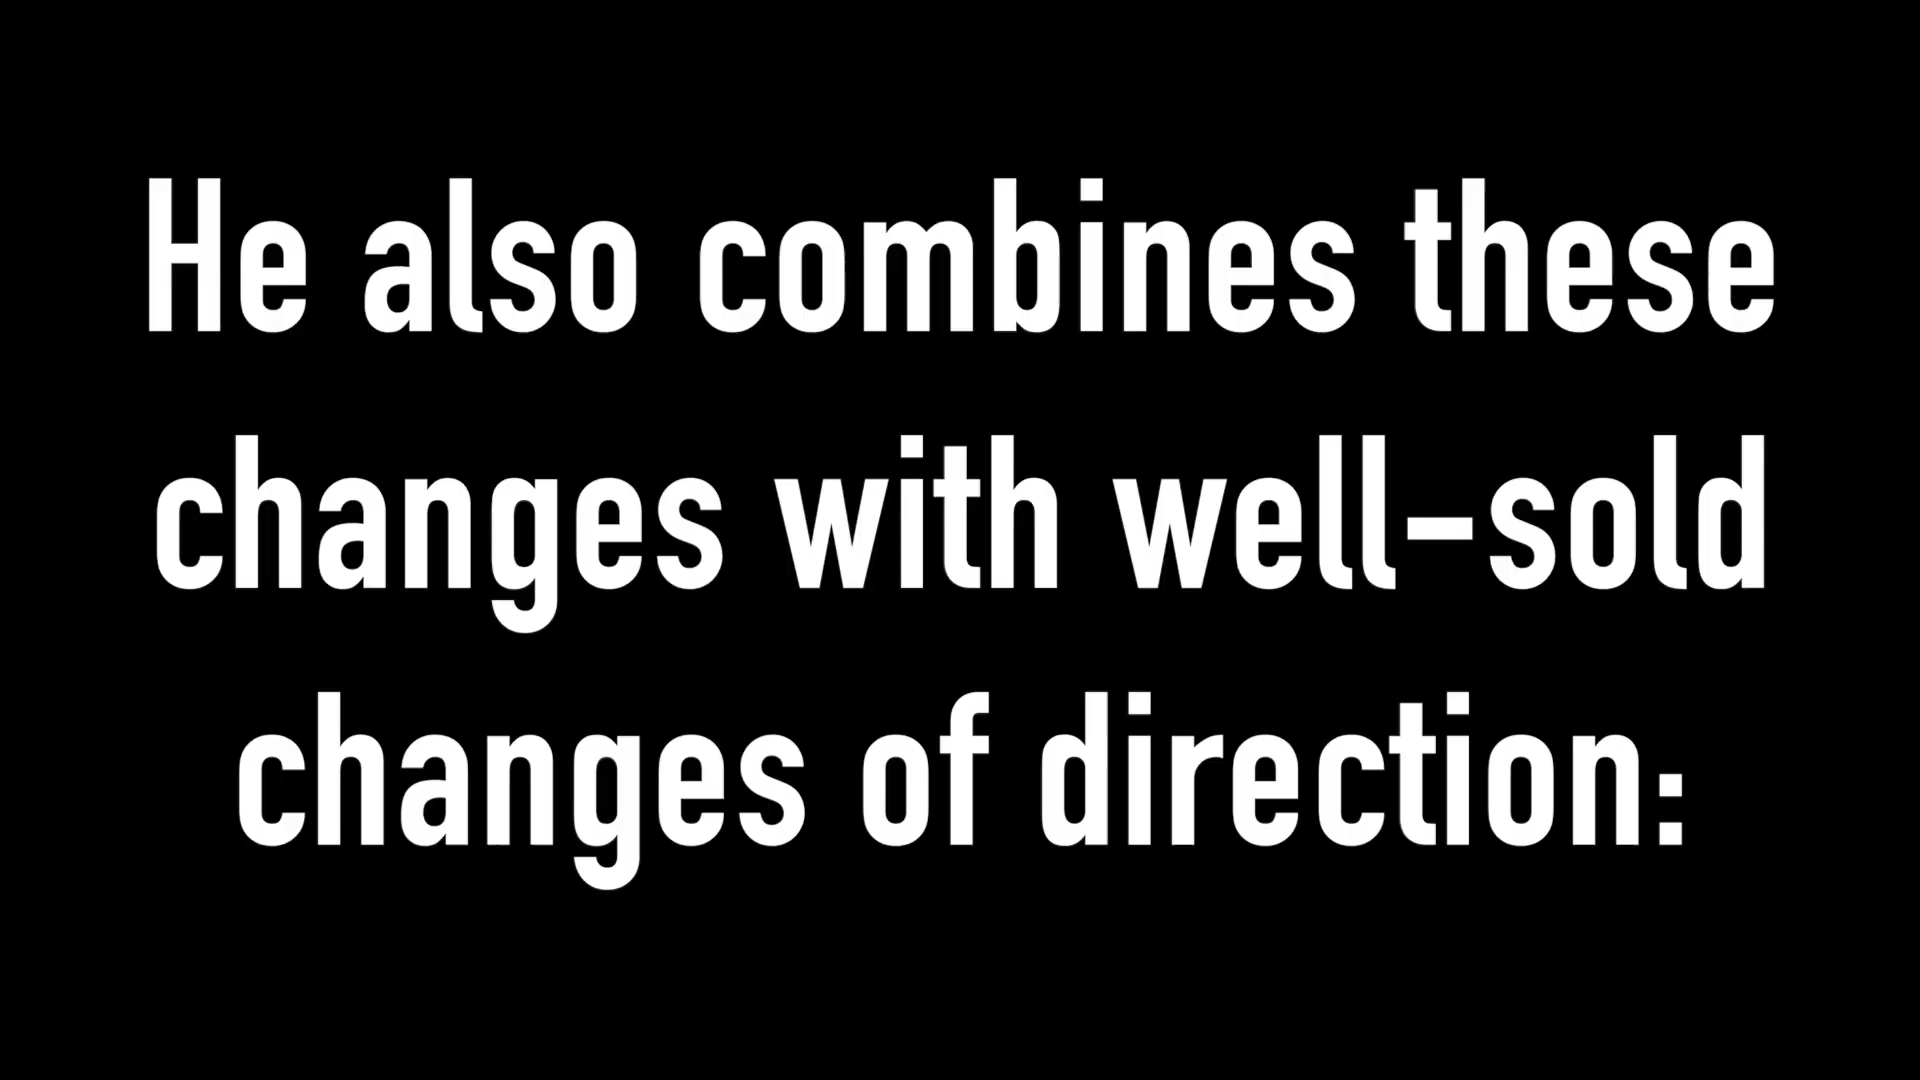 He also combines these
changes with well-sold
changes of direction: